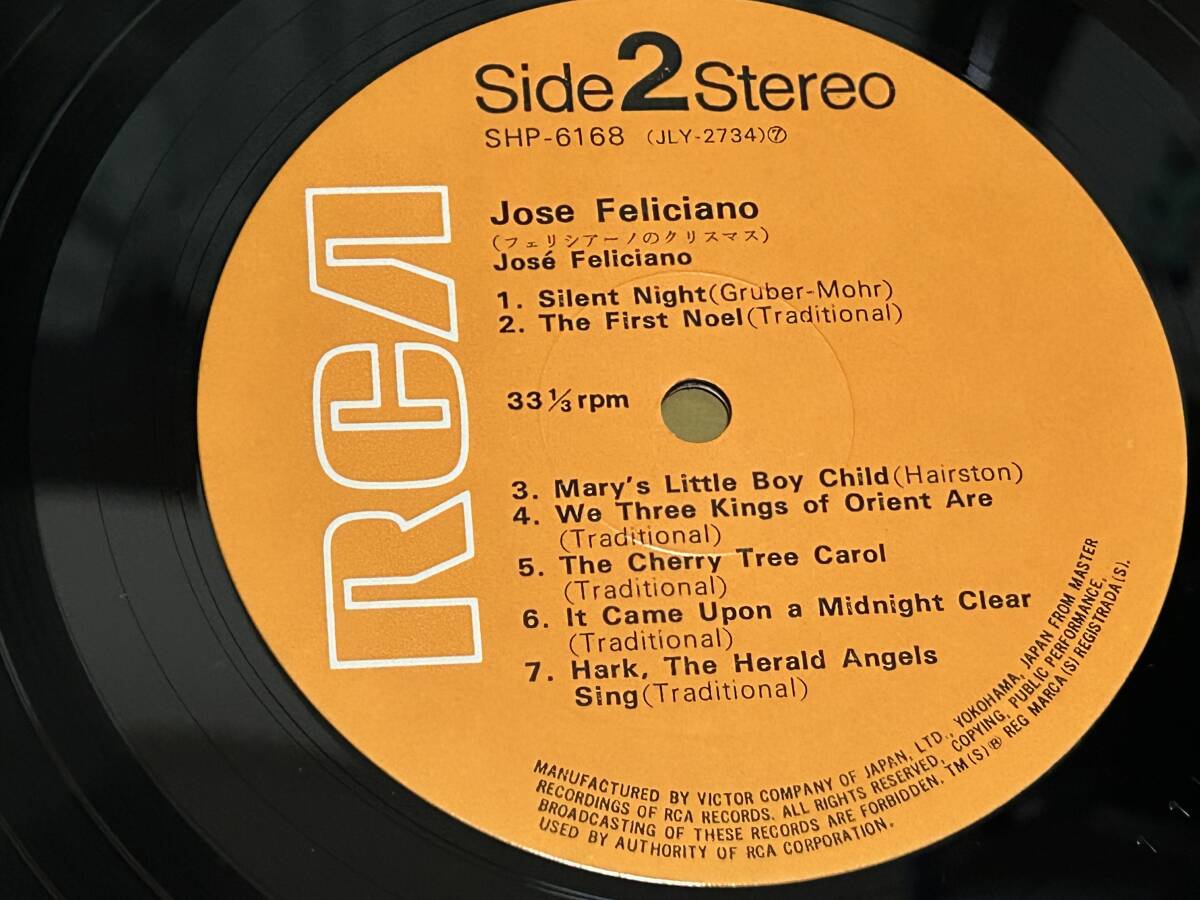 Side 2 Stereo
SHP-6168 (JLY-2734)⑦
RCA
Jose Feliciano
(フェリシアーノのクリスマス)
José Feliciano
1. Silent Night (Gruber-Mohr)
2. The First Noel (Traditional)
33 ⅓ rpm
3. Mary's Little Boy Child (Hairston)
4. We Three Kings of Orient Are
(Traditional)
5. The Cherry Tree Carol
(Traditional)
6. It Came Upon a Midnight Clear
(Traditional)
7. Hark, The Herald Angels
Sing (Traditional)
MANUFACTURED BY VICTOR COMPANY OF JAPAN, LTD., YOKOHAMA, JAPAN FROM MASTER
RECORDINGS OF RCA RECORDS. ALL RIGHTS RESERVED, COPYING, PUBLIC PERFORMANCE,
BROADCASTING OF THESE RECORDS ARE FORBIDDEN. TM(S)® REG MARCA(S) REGISTRADA(S).
USED BY AUTHORITY OF RCA CORPORATION.